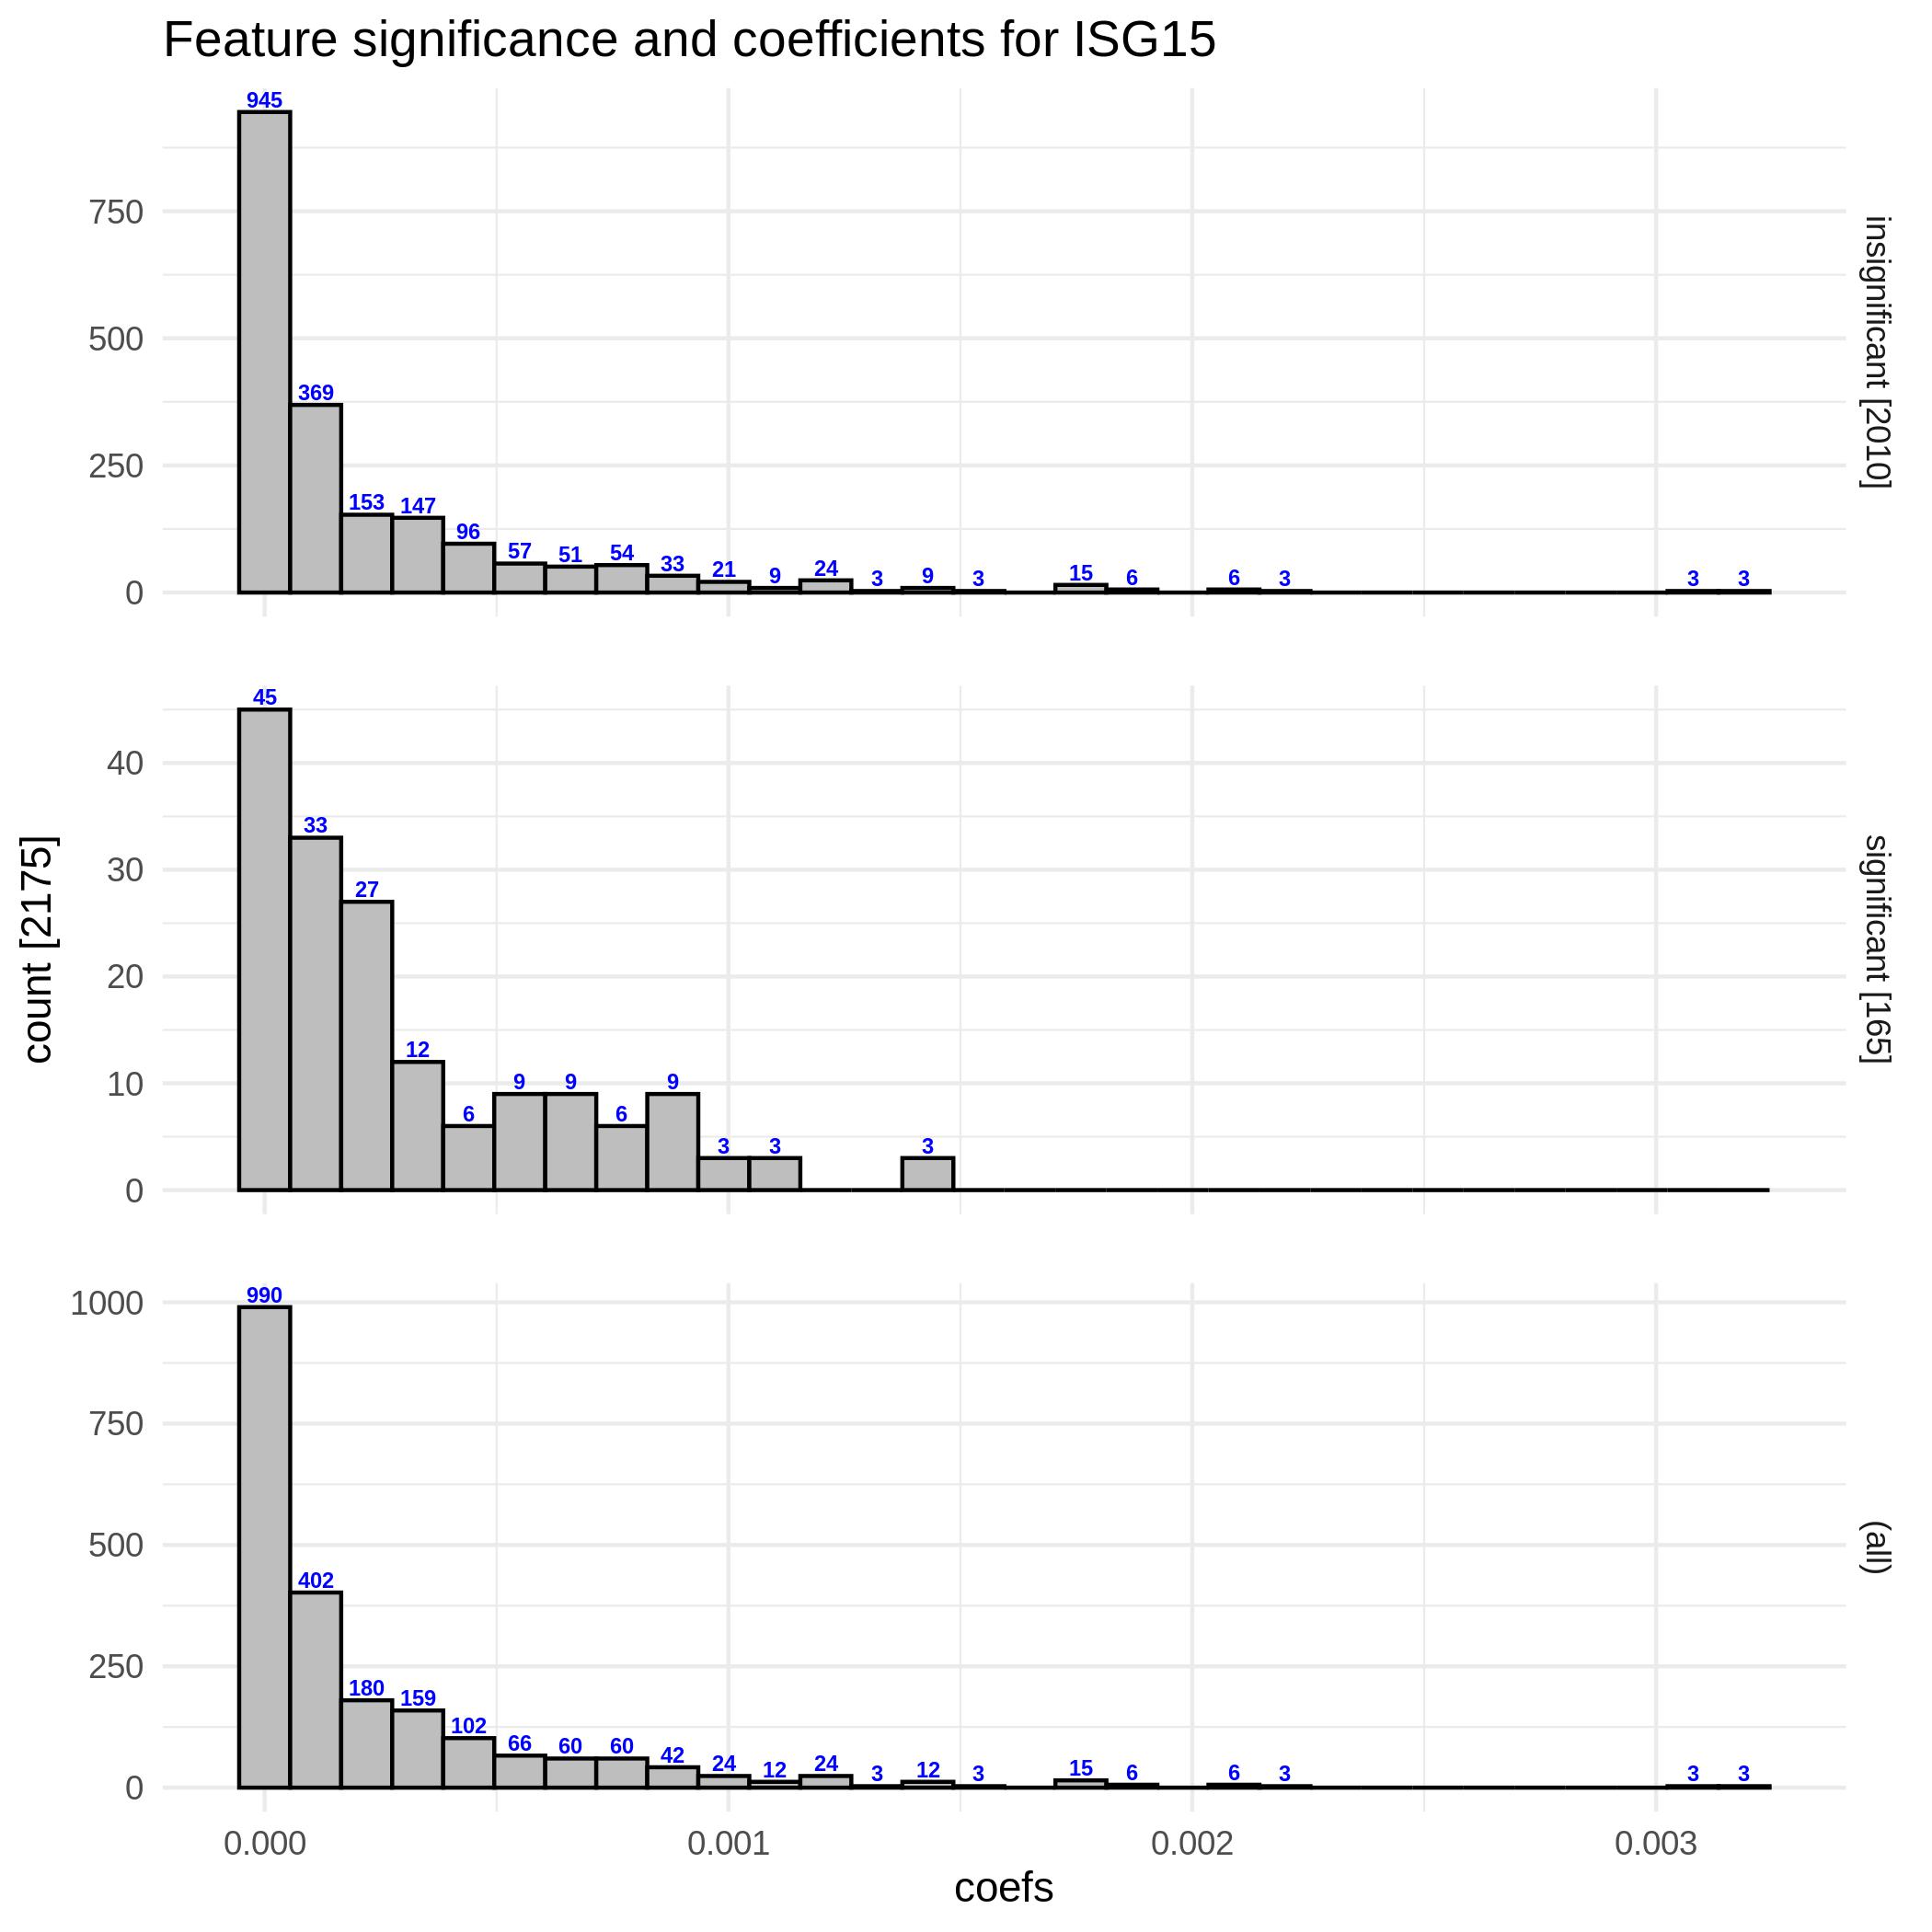 Feature significance and coefficients for ISG15
945
369
153 147
96
57 51 54 33 21 9 24 3 9 3 15 6 6 3 3 3
750
500
250
0
insignificant [2010]
45
33
27
12
6 9 9 6 9 3 3 3
40
30
20
10
0
significant [165]
count [2175]
990
402
180 159
102
66 60 60 42 24 12 24 3 12 3 15 6 6 3 3 3
1000
750
500
250
0
(all)
0.000 0.001 0.002 0.003
coefs